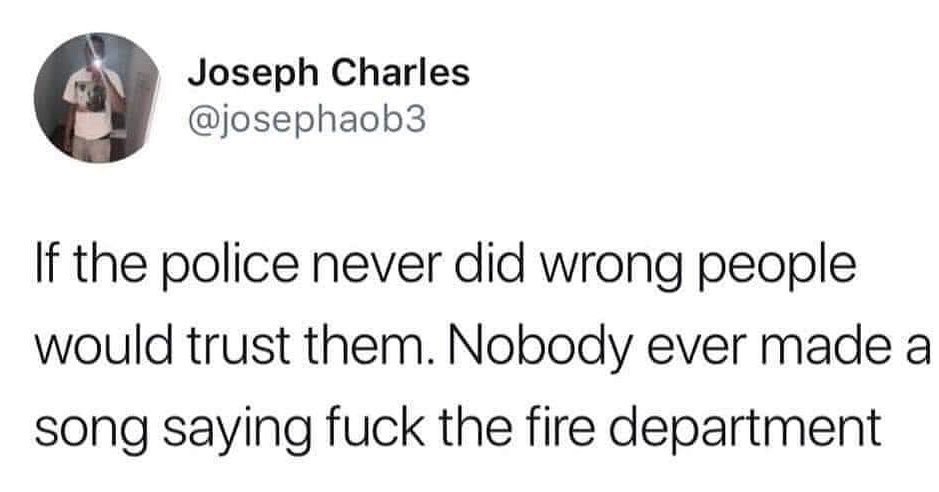 Joseph Charles
@josephaob3
If the police never did wrong people
would trust them. Nobody ever made a
song saying fuck the fire department